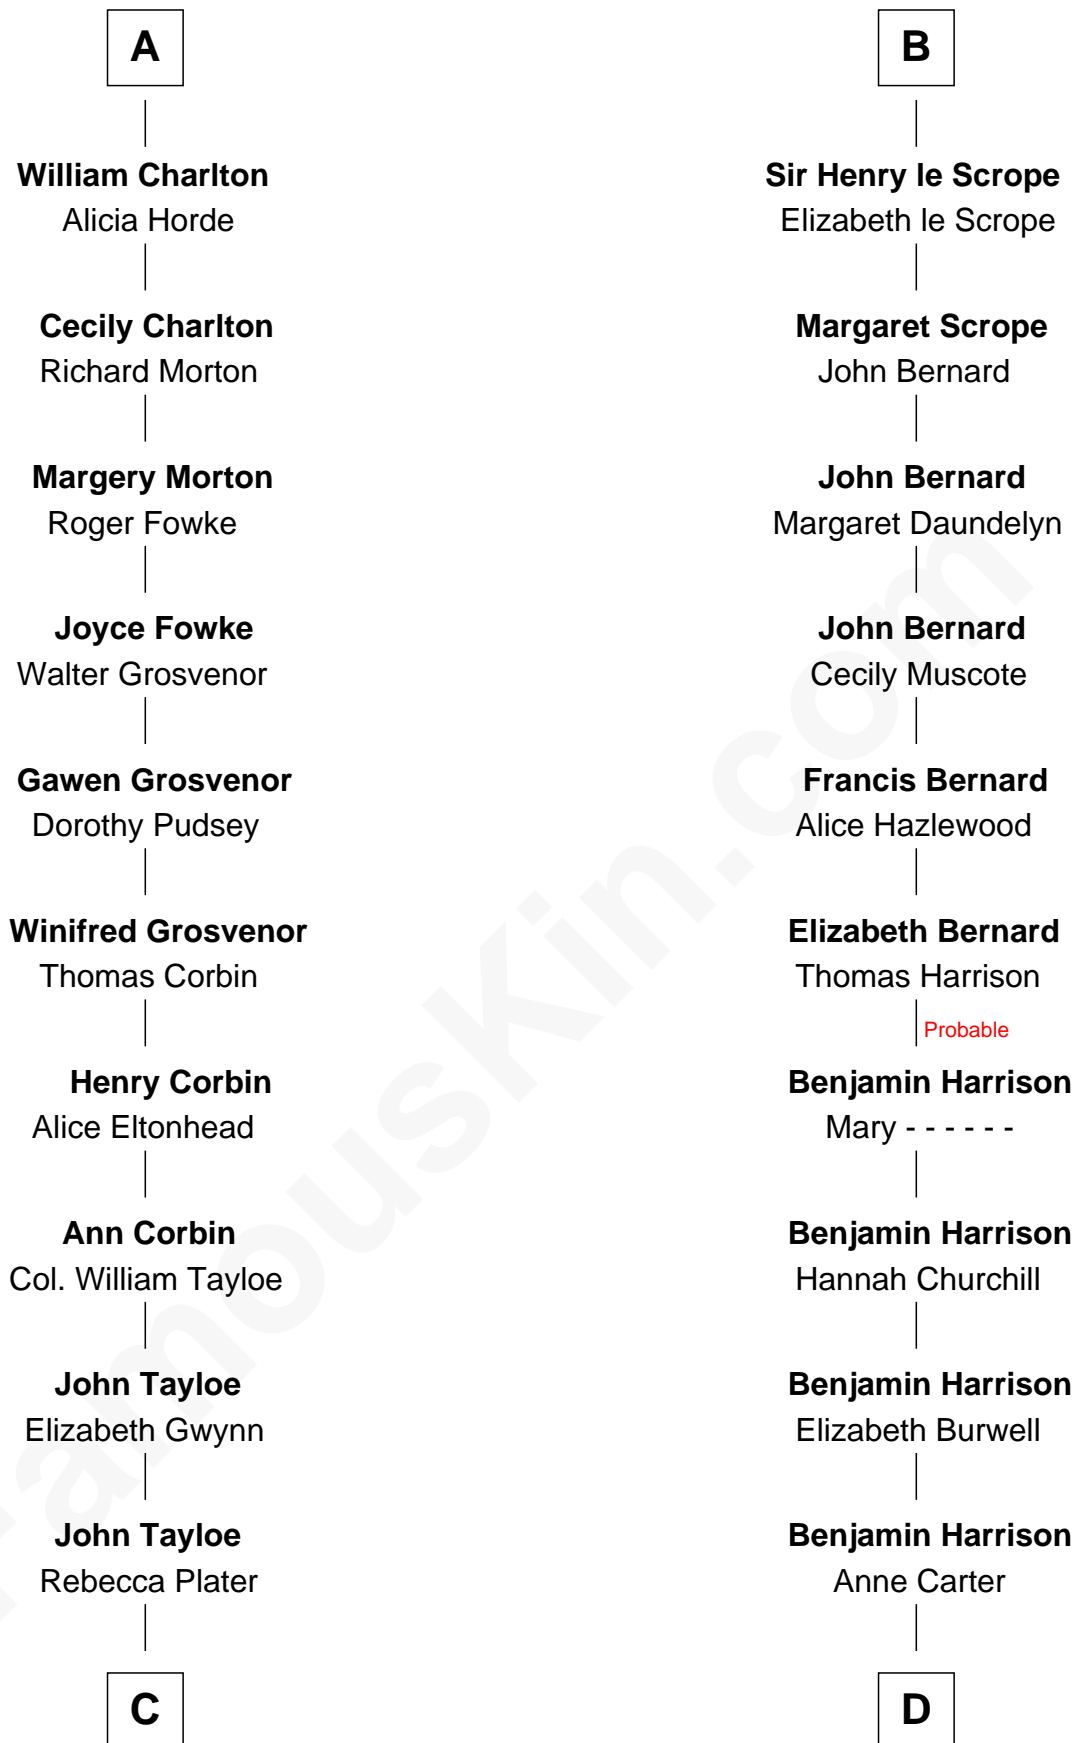 A
William Charlton
Alicia Horde
Cecily Charlton
Richard Morton
Margery Morton
Roger Fowke
Joyce Fowke
Walter Grosvenor
Gawen Grosvenor
Dorothy Pudsey
Winifred Grosvenor
Thomas Corbin
Henry Corbin
Alice Eltonhead
Ann Corbin
Col. William Tayloe
John Tayloe
Elizabeth Gwynn
John Tayloe
Rebecca Plater
C
B
Sir Henry le Scrope
Elizabeth le Scrope
Margaret Scrope
John Bernard
John Bernard
Margaret Daundelyn
John Bernard
Cecily Muscote
Francis Bernard
Alice Hazlewood
Elizabeth Bernard
Thomas Harrison
Probable
Benjamin Harrison
Mary - - - - - -
Benjamin Harrison
Hannah Churchill
Benjamin Harrison
Elizabeth Burwell
Benjamin Harrison
Anne Carter
D
FamousKin.com